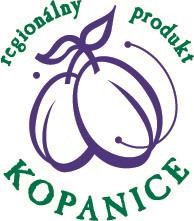 regionálny produkt
KOPANICE